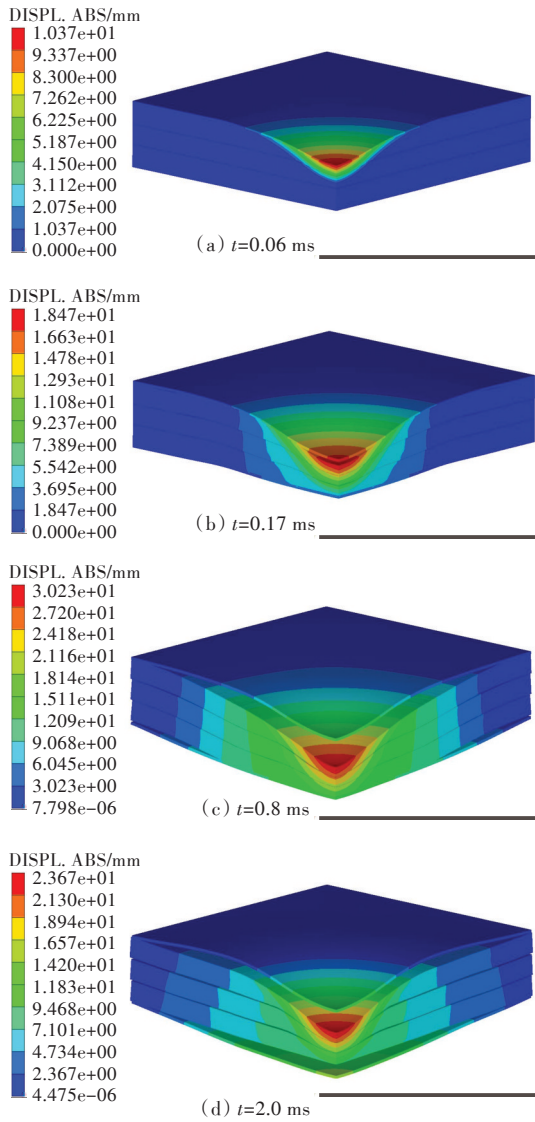 DISPL. ABS/mm
1.037e+01
9.337e+00
8.300e+00
7.262e+00
6.225e+00
5.187e+00
4.150e+00
3.112e+00
2.075e+00
1.037e+00
0.000e+00
(a) t=0.06 ms
DISPL. ABS/mm
1.847e+01
1.663e+01
1.478e+01
1.293e+01
1.108e+01
9.237e+00
7.389e+00
5.542e+00
3.695e+00
1.847e+00
0.000e+00
(b) t=0.17 ms
DISPL. ABS/mm
3.023e+01
2.720e+01
2.418e+01
2.116e+01
1.814e+01
1.511e+01
1.209e+01
9.068e+00
6.045e+00
3.023e+00
7.798e−06
(c) t=0.8 ms
DISPL. ABS/mm
2.367e+01
2.130e+01
1.894e+01
1.657e+01
1.420e+01
1.183e+01
9.468e+00
7.101e+00
4.734e+00
2.367e+00
4.475e−06
(d) t=2.0 ms